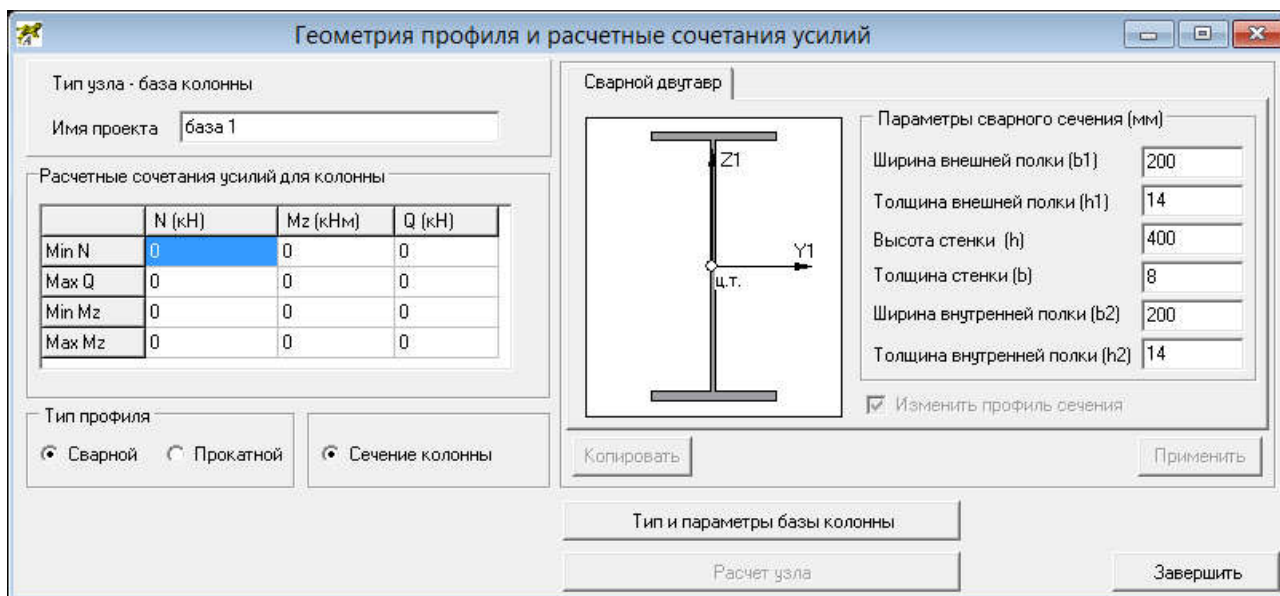 Геометрия профиля и расчетные сочетания усилий
Тип узла - база колонны
Имя проекта база 1
Расчетные сочетания усилий для колонны
N (кН) Mz (кНм) Q (кН)
Min N 0 0 0
Max Q 0 0 0
Min Mz 0 0 0
Max Mz 0 0 0
Тип профиля
Сварной Прокатной
Сечение колонны
Сварной двутавр
Z1
Y1
ц.т.
Параметры сварного сечения (мм)
Ширина внешней полки (b1) 200
Толщина внешней полки (h1) 14
Высота стенки (h) 400
Толщина стенки (b) 8
Ширина внутренней полки (b2) 200
Толщина внутренней полки (h2) 14
Изменить профиль сечения
Копировать
Применить
Тип и параметры базы колонны
Расчет узла
Завершить